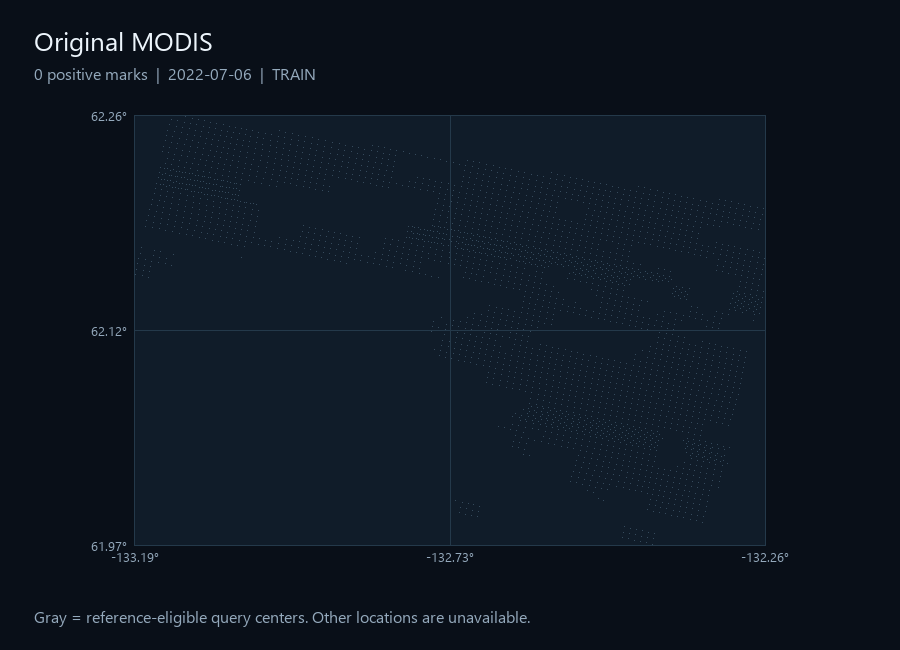 Original MODIS
0 positive marks | 2022-07-06 | TRAIN
62.26°
62.12°
61.97°
-133.19°
-132.73°
-132.26°
Gray = reference-eligible query centers. Other locations are unavailable.